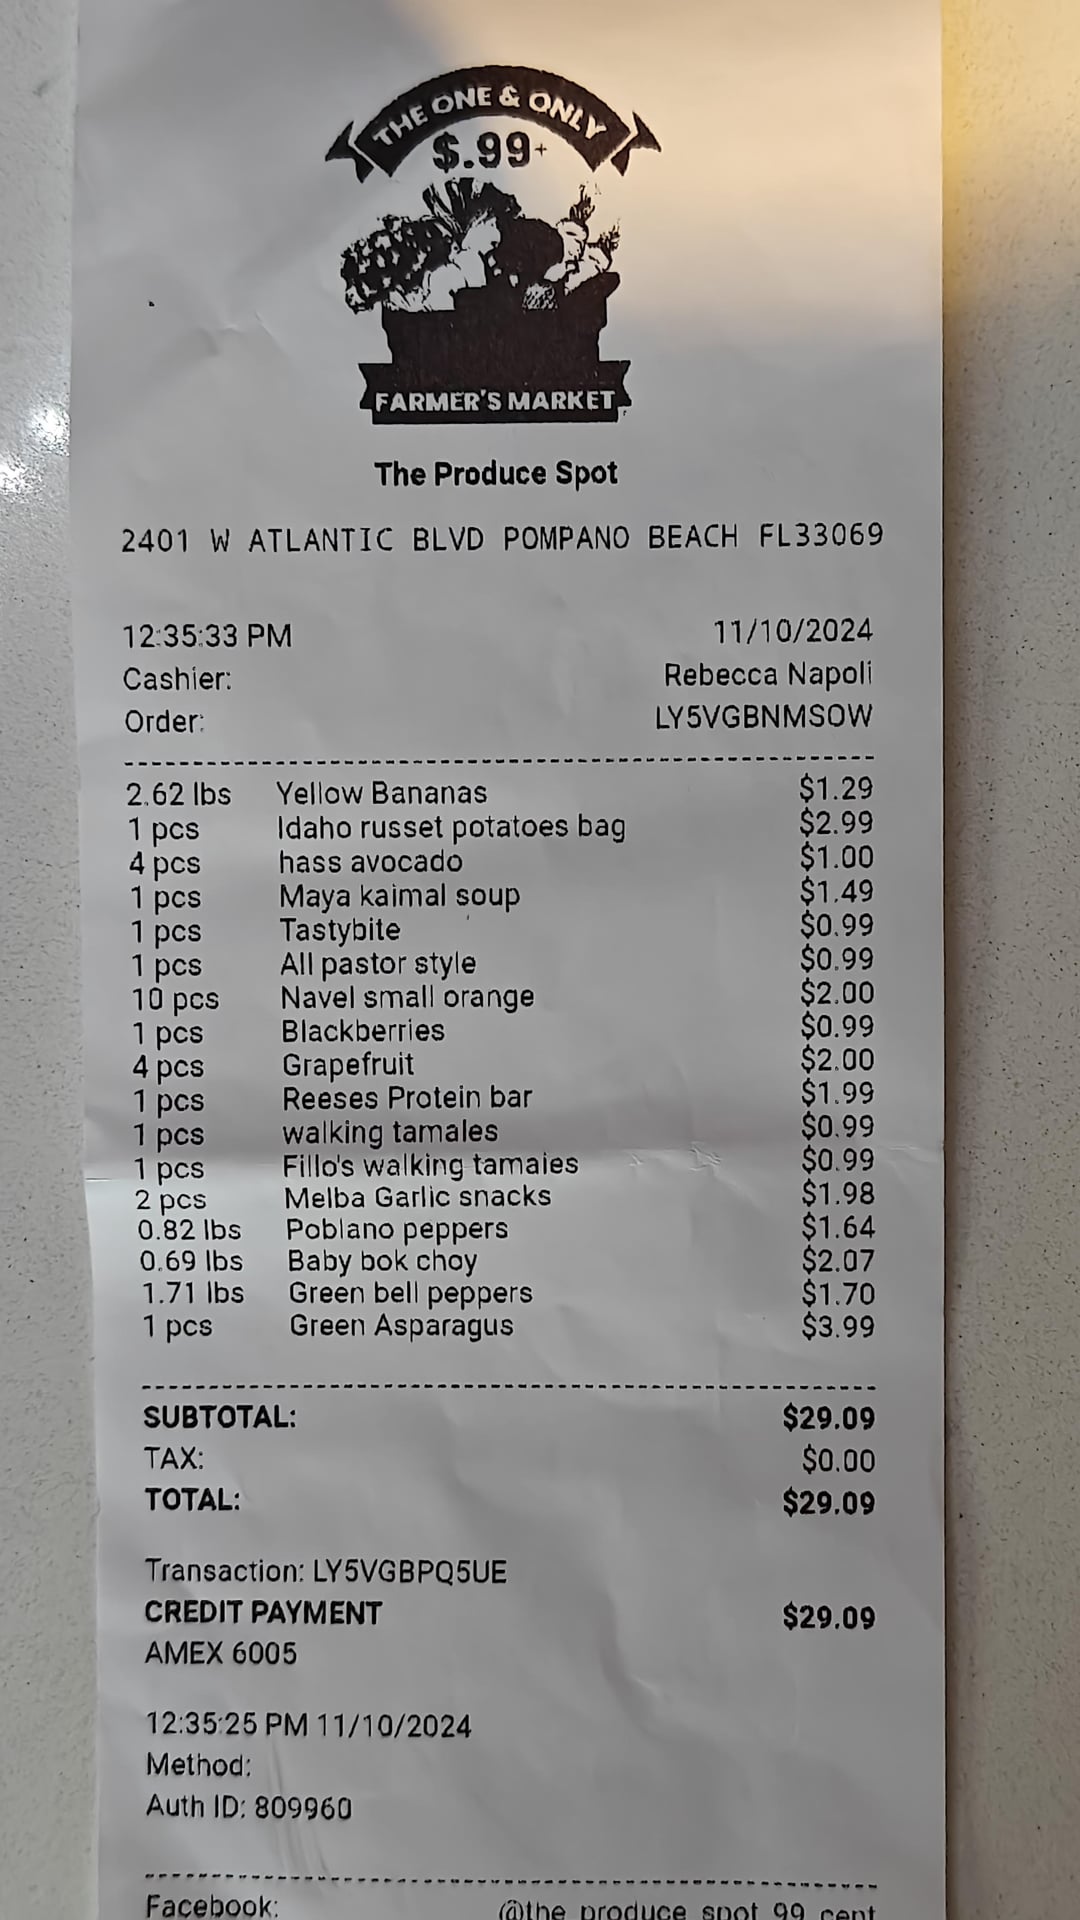 THE ONE & ONLY
$.99+
FARMER'S MARKET
The Produce Spot
2401 W ATLANTIC BLVD POMPANO BEACH FL33069
12:35:33 PM 11/10/2024
Cashier: Rebecca Napoli
Order: LY5VGBNMSOW
2.62 lbs Yellow Bananas $1.29
1 pcs Idaho russet potatoes bag $2.99
4 pcs hass avocado $1.00
1 pcs Maya kaimal soup $1.49
1 pcs Tastybite $0.99
1 pcs All pastor style $0.99
10 pcs Navel small orange $2.00
1 pcs Blackberries $0.99
4 pcs Grapefruit $2.00
1 pcs Reeses Protein bar $1.99
1 pcs walking tamales $0.99
1 pcs Fillo's walking tamales $0.99
2 pcs Melba Garlic snacks $1.98
0.82 lbs Poblano peppers $1.64
0.69 lbs Baby bok choy $2.07
1.71 lbs Green bell peppers $1.70
1 pcs Green Asparagus $3.99
SUBTOTAL: $29.09
TAX: $0.00
TOTAL: $29.09
Transaction: LY5VGBPQ5UE
CREDIT PAYMENT $29.09
AMEX 6005
12:35:25 PM 11/10/2024
Method:
Auth ID: 809960
Facebook: @the_produce_spot_99_cent